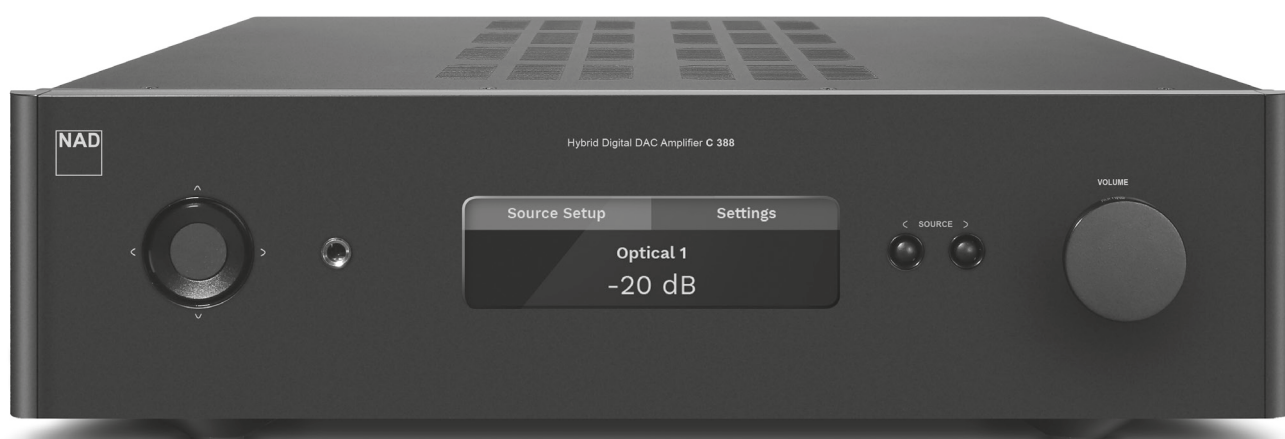 NAD
Hybrid Digital DAC Amplifier C 388
VOLUME
Source Setup Settings
< SOURCE >
Optical 1
-20 dB